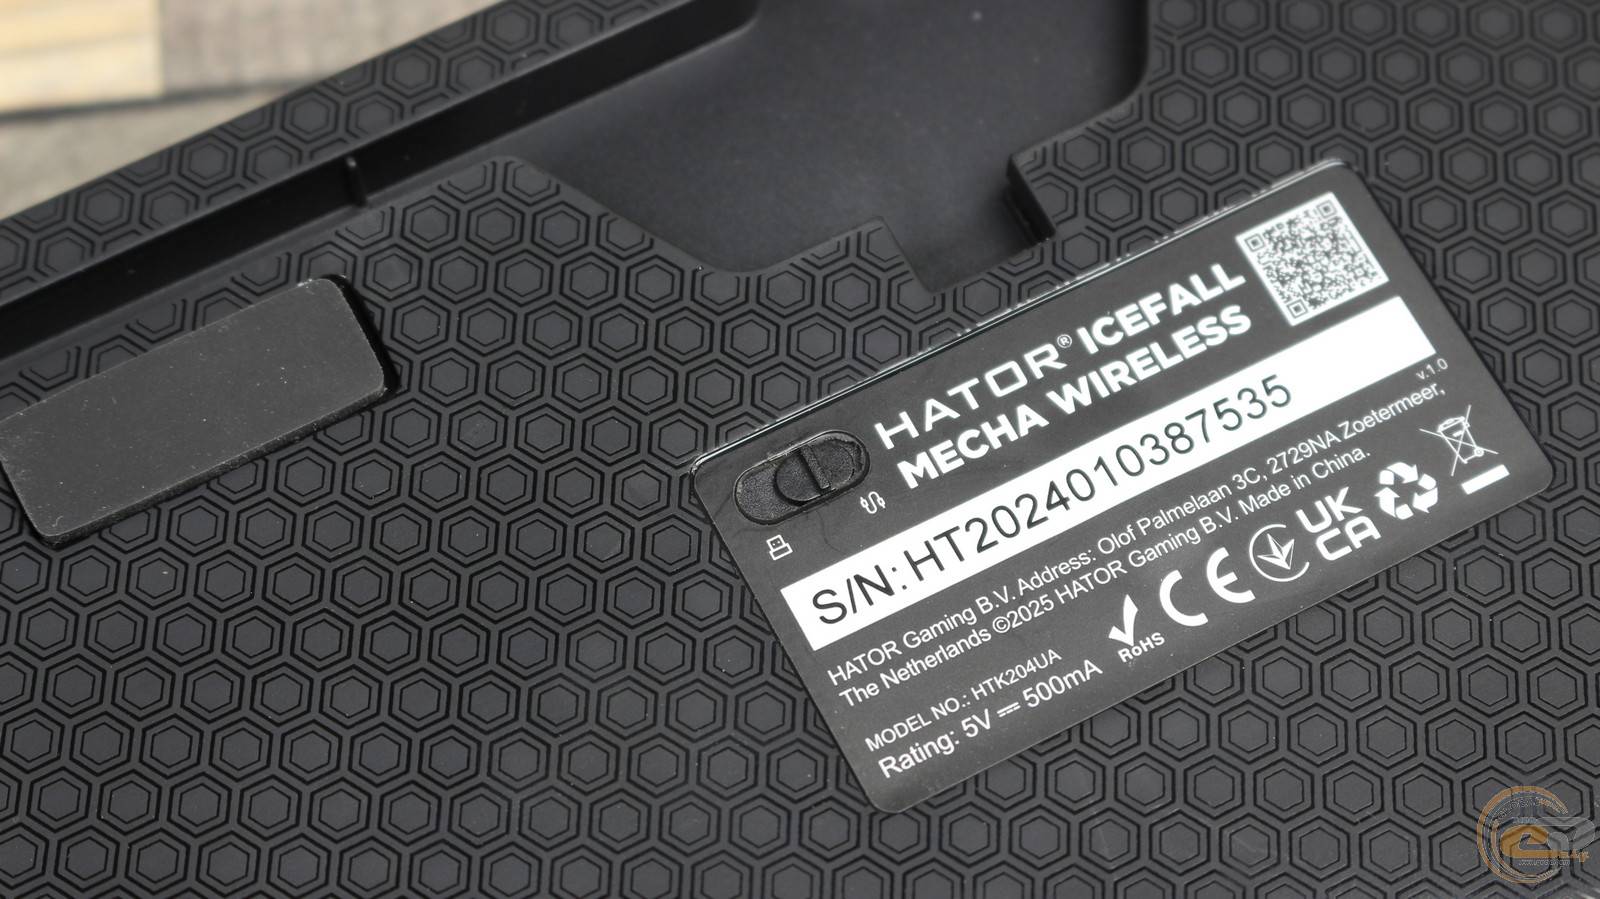 HATOR® ICEFALL
MECHA WIRELESS
S/N: HT2024010387535
v.1.0
HATOR Gaming B.V. Address: Olof Palmelaan 3C, 2729NA Zoetermeer,
The Netherlands ©2025 HATOR Gaming B.V. Made in China.
MODEL NO.: HTK204UA
Rating: 5V ⎓ 500mA
RoHS
CE
UK
CA